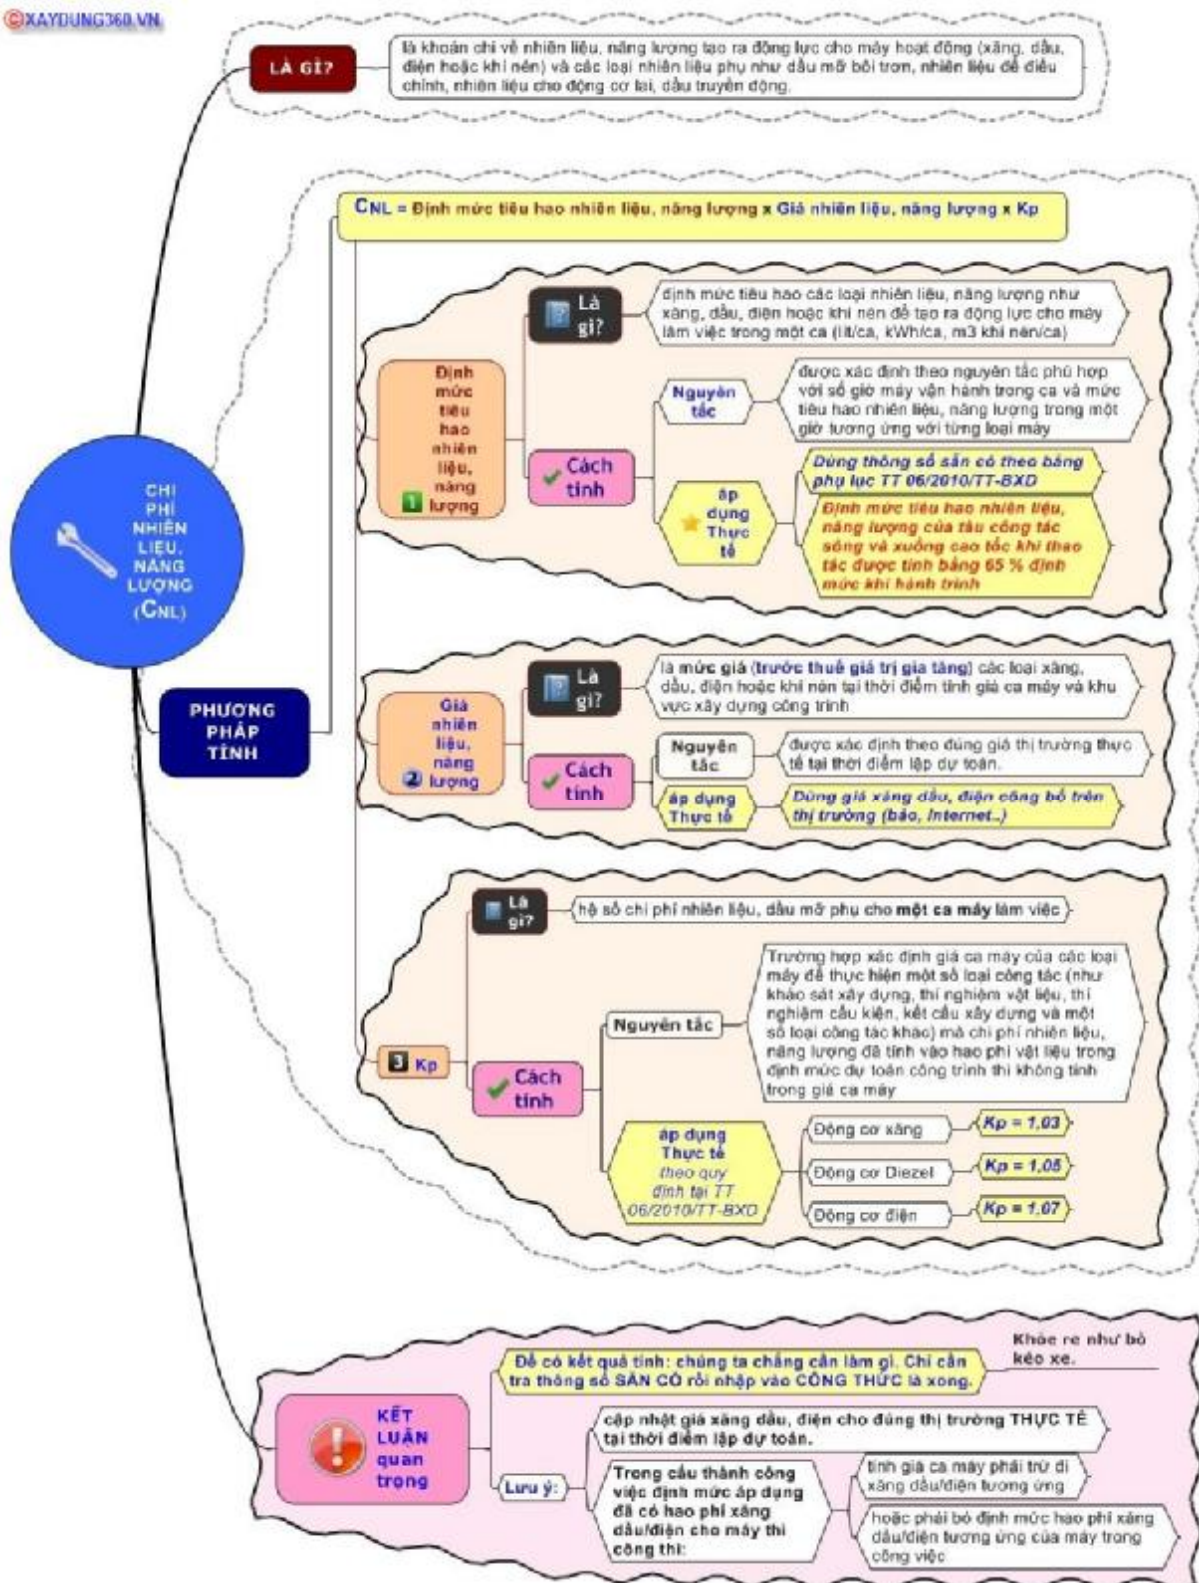 ©XAYDUNG360.VN
LÀ GÌ?
là khoản chi về nhiên liệu, năng lượng tạo ra động lực cho máy hoạt động (xăng, dầu,
điện hoặc khí nén) và các loại nhiên liệu phụ như dầu mỡ bôi trơn, nhiên liệu để điều
chỉnh, nhiên liệu cho động cơ lai, dầu truyền động.
CHI
PHÍ
NHIÊN
LIỆU,
NĂNG
LƯỢNG
(CNL)
PHƯƠNG
PHÁP
TÍNH
CNL = Định mức tiêu hao nhiên liệu, năng lượng x Giá nhiên liệu, năng lượng x Kp
Định
mức
tiêu
hao
nhiên
liệu,
năng
1 lượng
Là
gì?
định mức tiêu hao các loại nhiên liệu, năng lượng như
xăng, dầu, điện hoặc khí nén để tạo ra động lực cho máy
làm việc trong một ca (lít/ca, kWh/ca, m3 khí nén/ca)
Cách
tính
Nguyên
tắc
được xác định theo nguyên tắc phù hợp
với số giờ máy vận hành trong ca và mức
tiêu hao nhiên liệu, năng lượng trong một
giờ tương ứng với từng loại máy
áp
dụng
Thực
tế
Dùng thông số sẵn có theo bảng
phụ lục TT 06/2010/TT-BXD
Định mức tiêu hao nhiên liệu,
năng lượng của tàu công tác
sông và xuồng cao tốc khi thao
tác được tính bằng 65 % định
mức khi hành trình
Giá
nhiên
liệu,
năng
2 lượng
Là
gì?
là mức giá (trước thuế giá trị gia tăng) các loại xăng,
dầu, điện hoặc khí nén tại thời điểm tính giá ca máy và khu
vực xây dựng công trình
Cách
tính
Nguyên
tắc
được xác định theo đúng giá thị trường thực
tế tại thời điểm lập dự toán.
áp dụng
Thực tế
Dùng giá xăng dầu, điện công bố trên
thị trường (báo, Internet..)
3 Kp
Là
gì?
hệ số chi phí nhiên liệu, dầu mỡ phụ cho một ca máy làm việc
Cách
tính
Nguyên tắc
Trường hợp xác định giá ca máy của các loại
máy để thực hiện một số loại công tác (như
khảo sát xây dựng, thí nghiệm vật liệu, thí
nghiệm cấu kiện, kết cấu xây dựng và một
số loại công tác khác) mà chi phí nhiên liệu,
năng lượng đã tính vào hao phí vật liệu trong
định mức dự toán công trình thì không tính
trong giá ca máy
áp dụng
Thực tế
theo quy
định tại TT
06/2010/TT-BXD
Động cơ xăng
Kp = 1,03
Động cơ Diezel
Kp = 1,05
Động cơ điện
Kp = 1,07
KẾT
LUẬN
quan
trọng
Để có kết quả tính: chúng ta chẳng cần làm gì. Chỉ cần
tra thông số SẴN CÓ rồi nhập vào CÔNG THỨC là xong.
Khỏe re như bò
kéo xe.
Lưu ý:
cập nhật giá xăng dầu, điện cho đúng thị trường THỰC TẾ
tại thời điểm lập dự toán.
Trong cấu thành công
việc định mức áp dụng
đã có hao phí xăng
dầu/điện cho máy thi
công thì:
tính giá ca máy phải trừ đi
xăng dầu/điện tương ứng
hoặc phải bỏ định mức hao phí xăng
dầu/điện tương ứng của máy trong
công việc